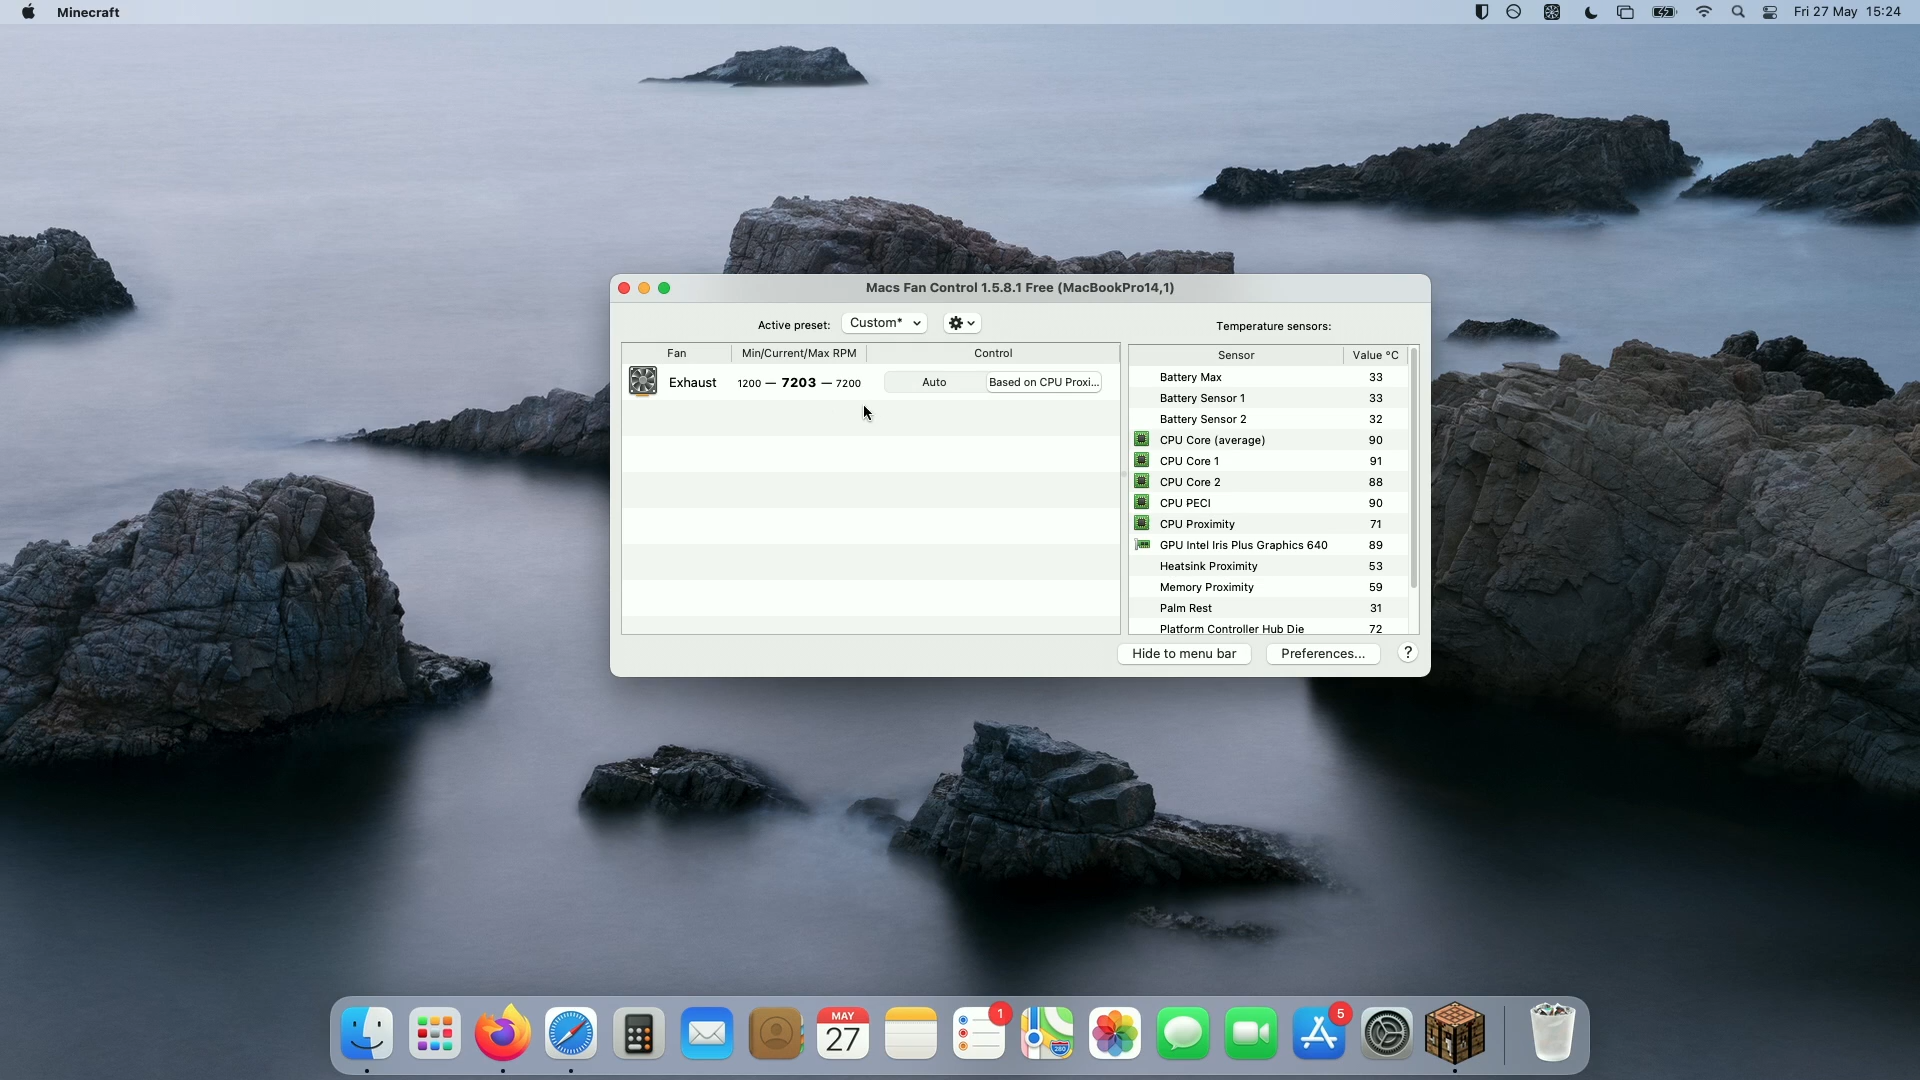 Minecraft
Fri 27 May 15:24
Macs Fan Control 1.5.8.1 Free (MacBookPro14,1)
Active preset: Custom*
Temperature sensors:
Fan Min/Current/Max RPM Control
Exhaust 1200 — 7203 — 7200 Auto Based on CPU Proxi...
Sensor Value °C
Battery Max 33
Battery Sensor 1 33
Battery Sensor 2 32
CPU Core (average) 90
CPU Core 1 91
CPU Core 2 88
CPU PECI 90
CPU Proximity 71
GPU Intel Iris Plus Graphics 640 89
Heatsink Proximity 53
Memory Proximity 59
Palm Rest 31
Platform Controller Hub Die 72
Hide to menu bar Preferences... ?
MAY
27
1
280
5